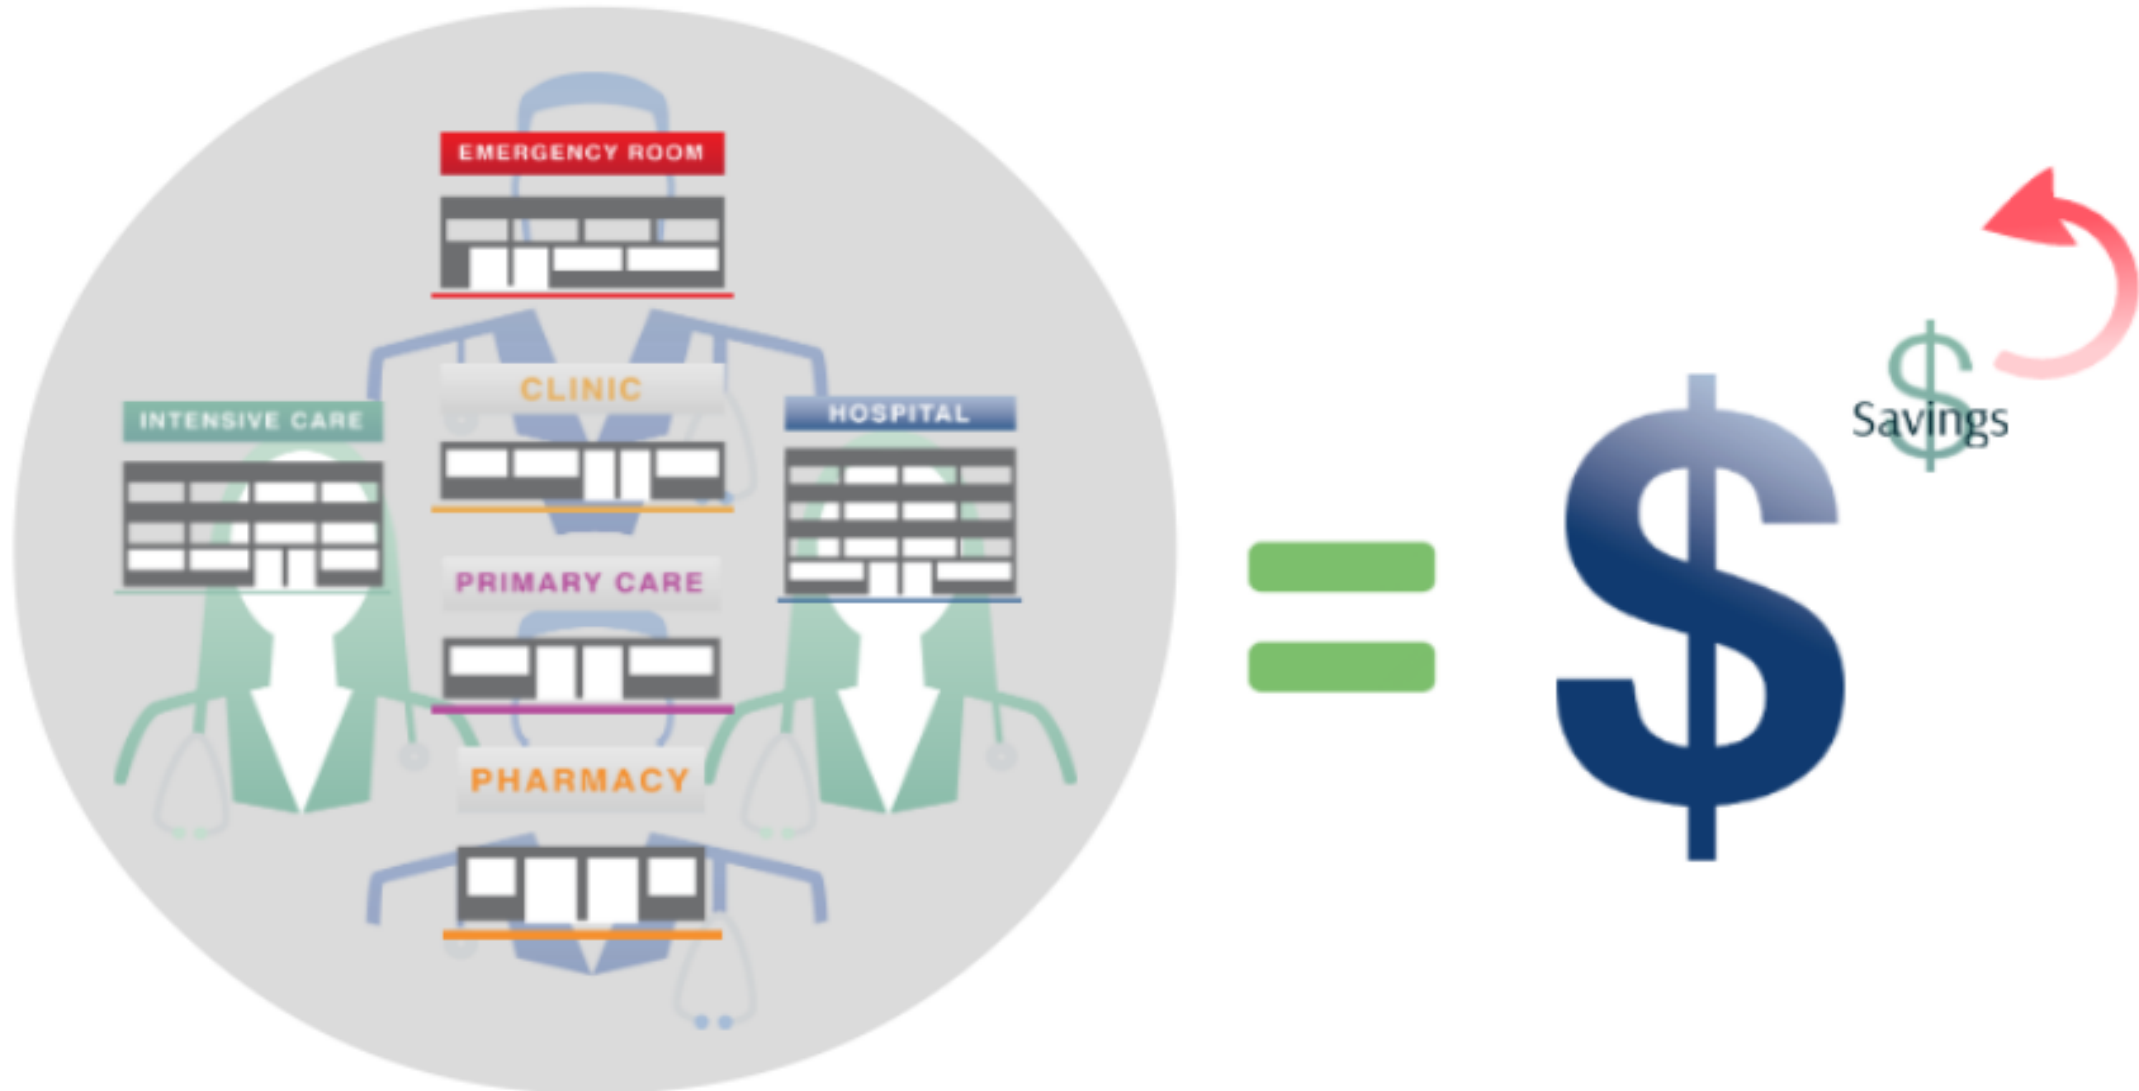 EMERGENCY ROOM
CLINIC
INTENSIVE CARE
HOSPITAL
PRIMARY CARE
PHARMACY
$
$
Savings